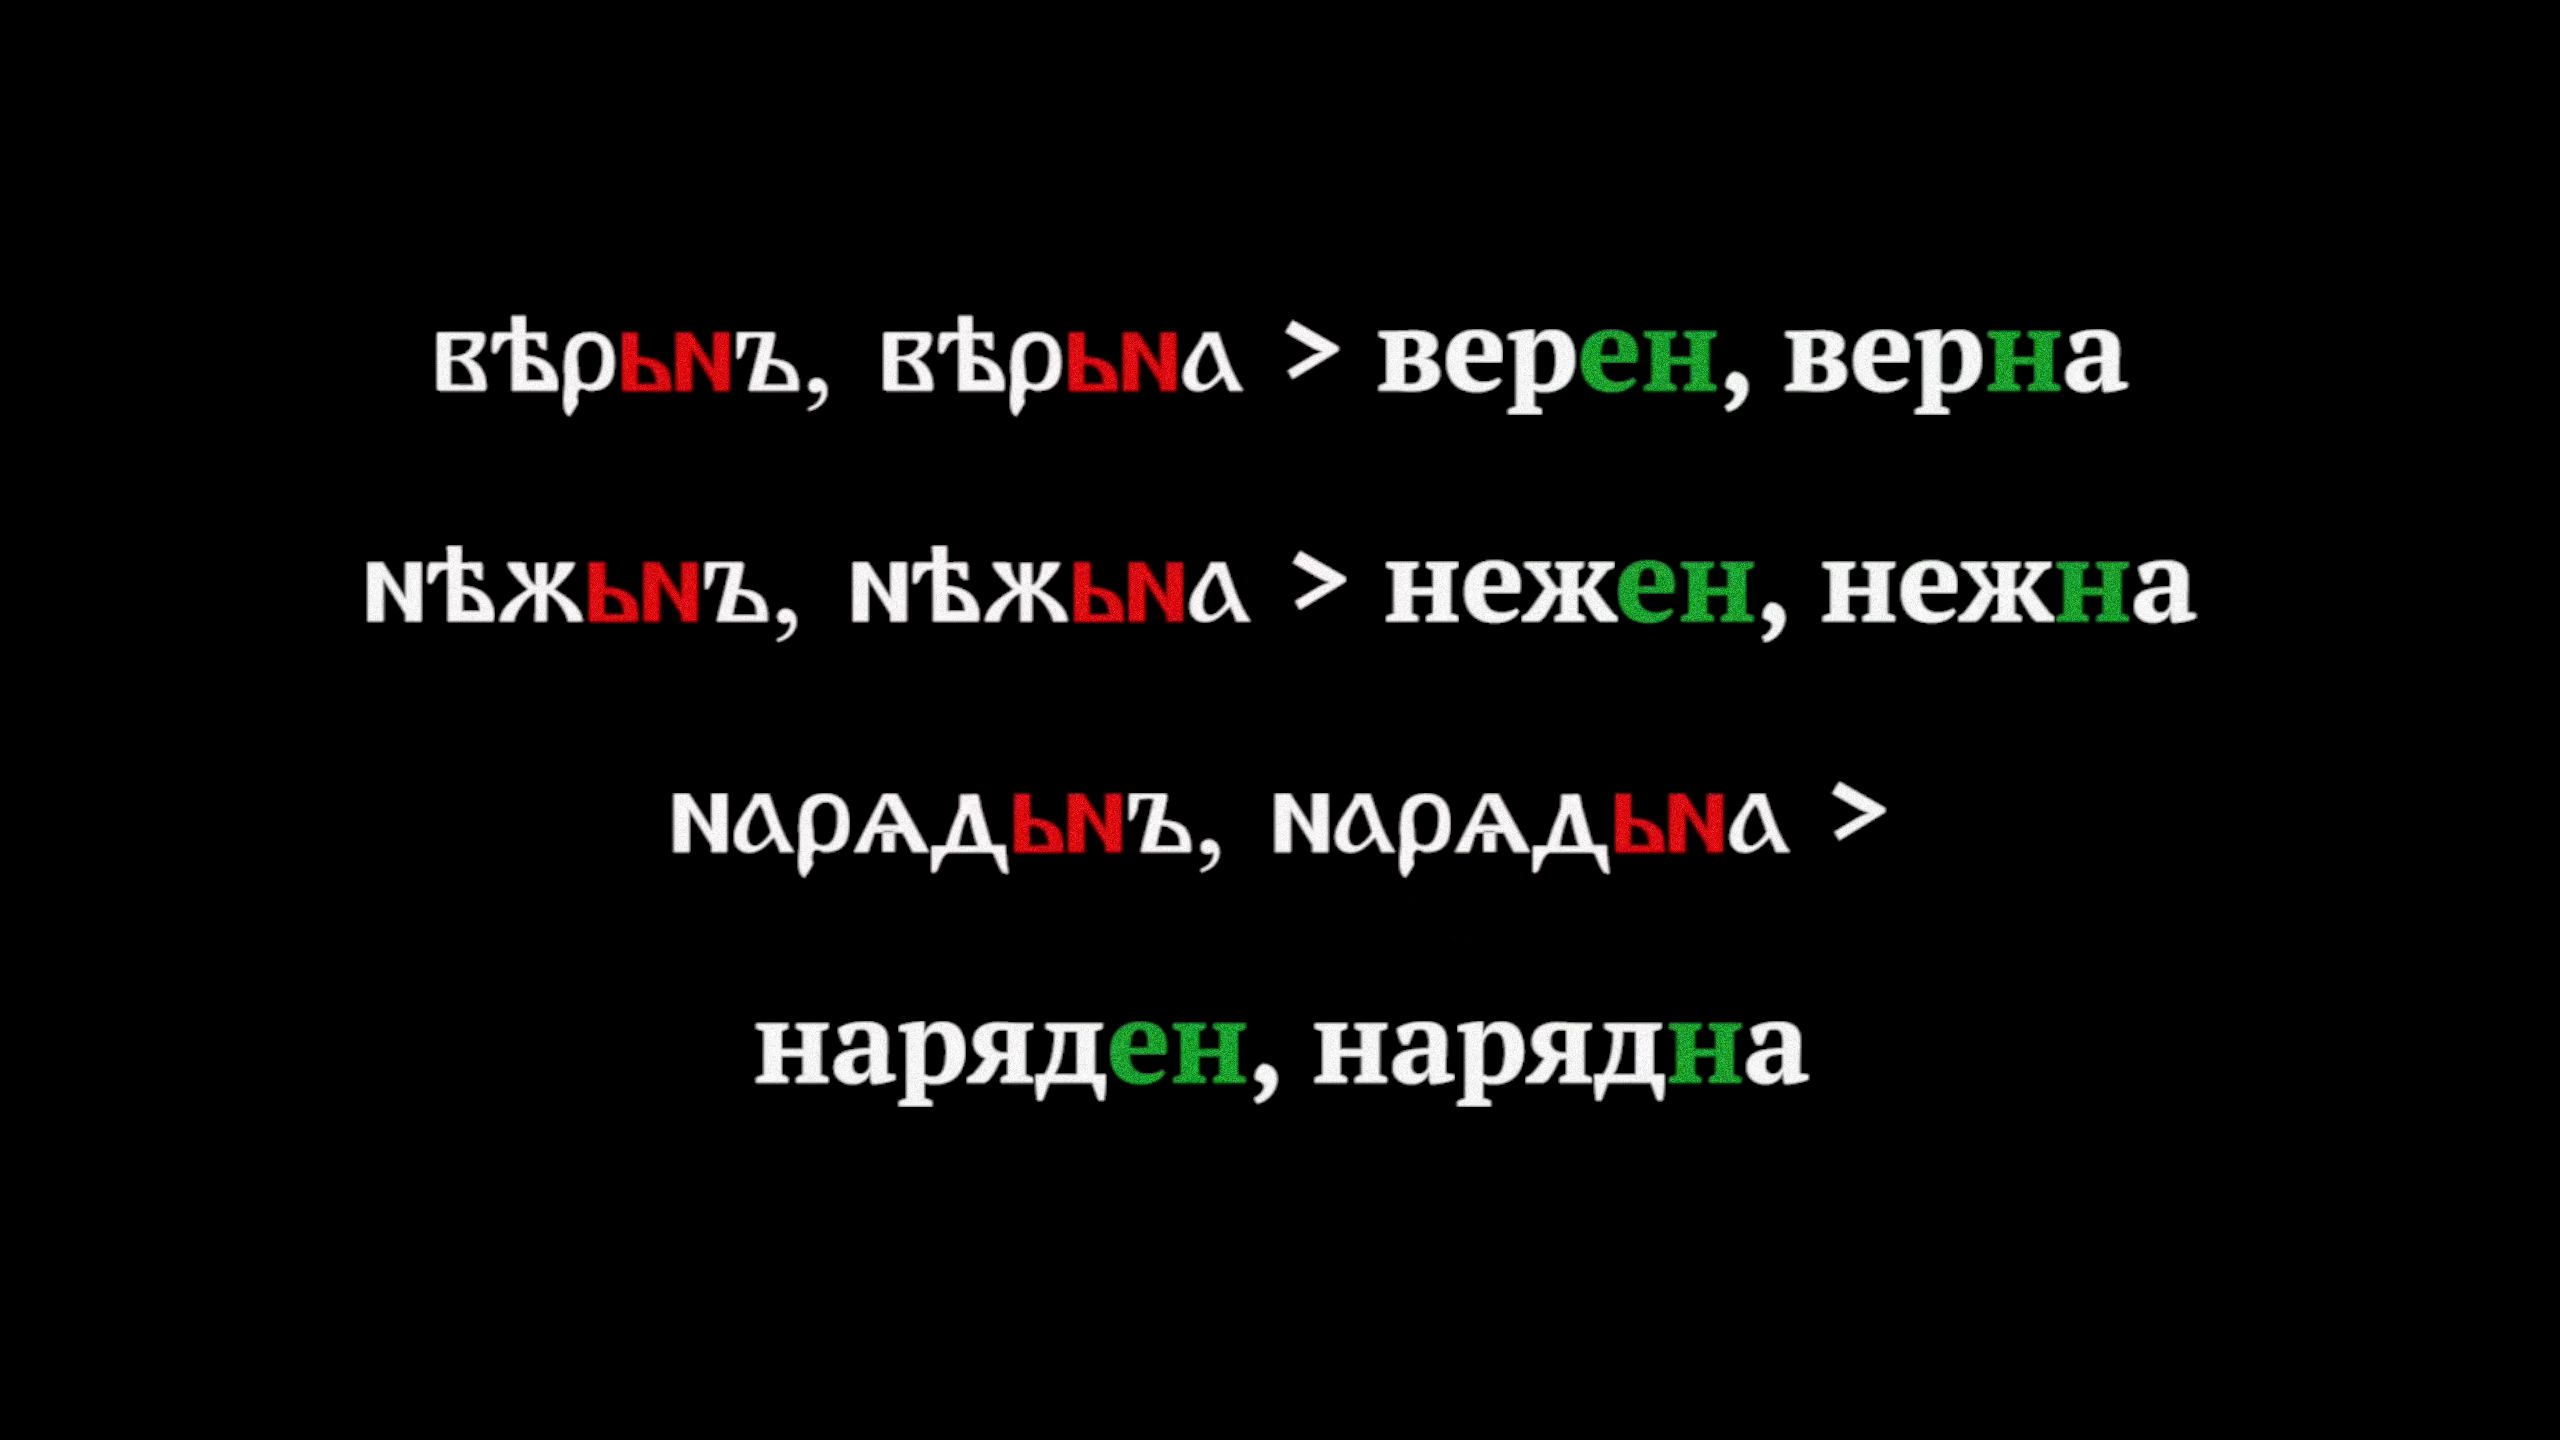 вѣрьнъ, вѣрьна > верен, верна
нѣжьнъ, нѣжьна > нежен, нежна
нарѧдьнъ, нарѧдьна >
наряден, нарядна